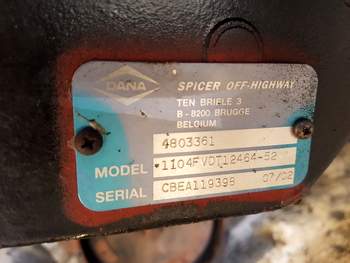 DANA
SPICER OFF-HIGHWAY
TEN BRIELE 3
B - 8200 BRUGGE
BELGIUM
4803361
MODEL *1104FVDT12464-52
SERIAL CBEA119398 07/02